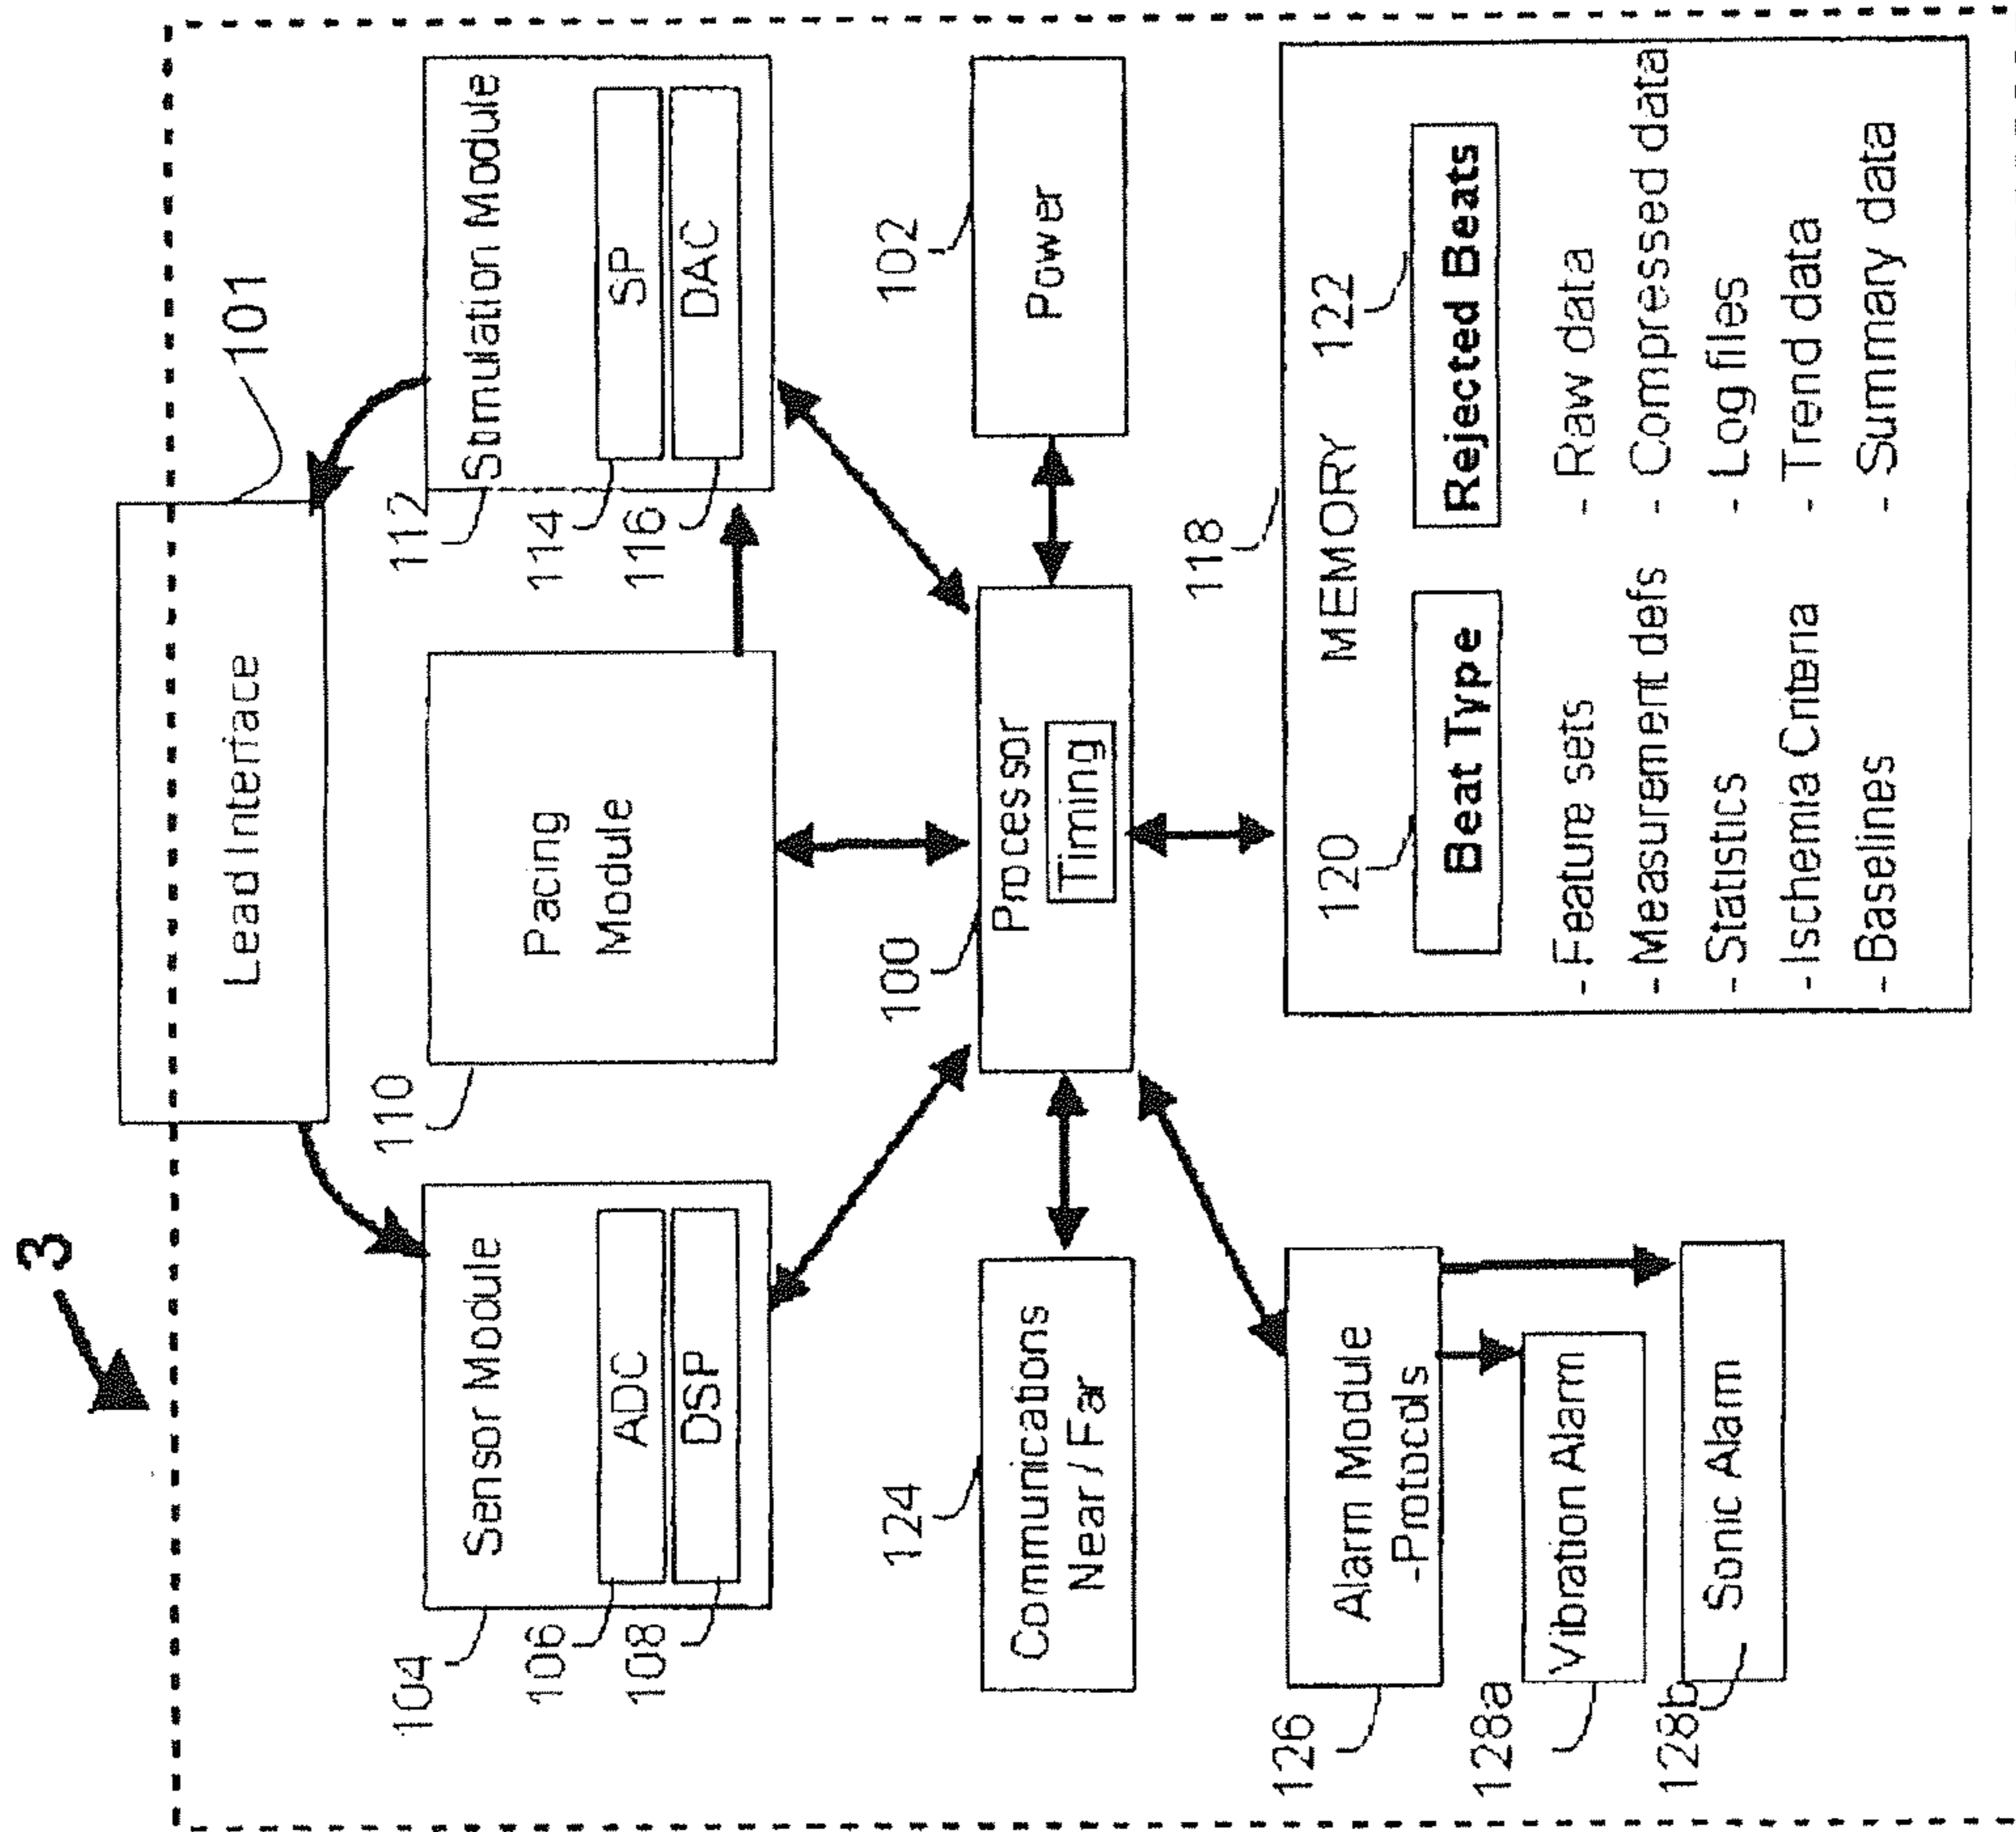 3
101
Lead Interface
104
Sensor Module
106
ADC
108
DSP
110
Pacing
Module
112
Stimulation Module
114
SP
116
DAC
124
Communications
Near / Far
100
Processor
Timing
102
Power
126
Alarm Module
-Protocols
128a
Vibration Alarm
128b
Sonic Alarm
118
MEMORY
120
Beat Type
- Feature sets
- Measurement defs
- Statistics
- Ischemia Criteria
- Baselines
122
Rejected Beats
- Raw data
- Compressed data
- Log files
- Trend data
- Summary data